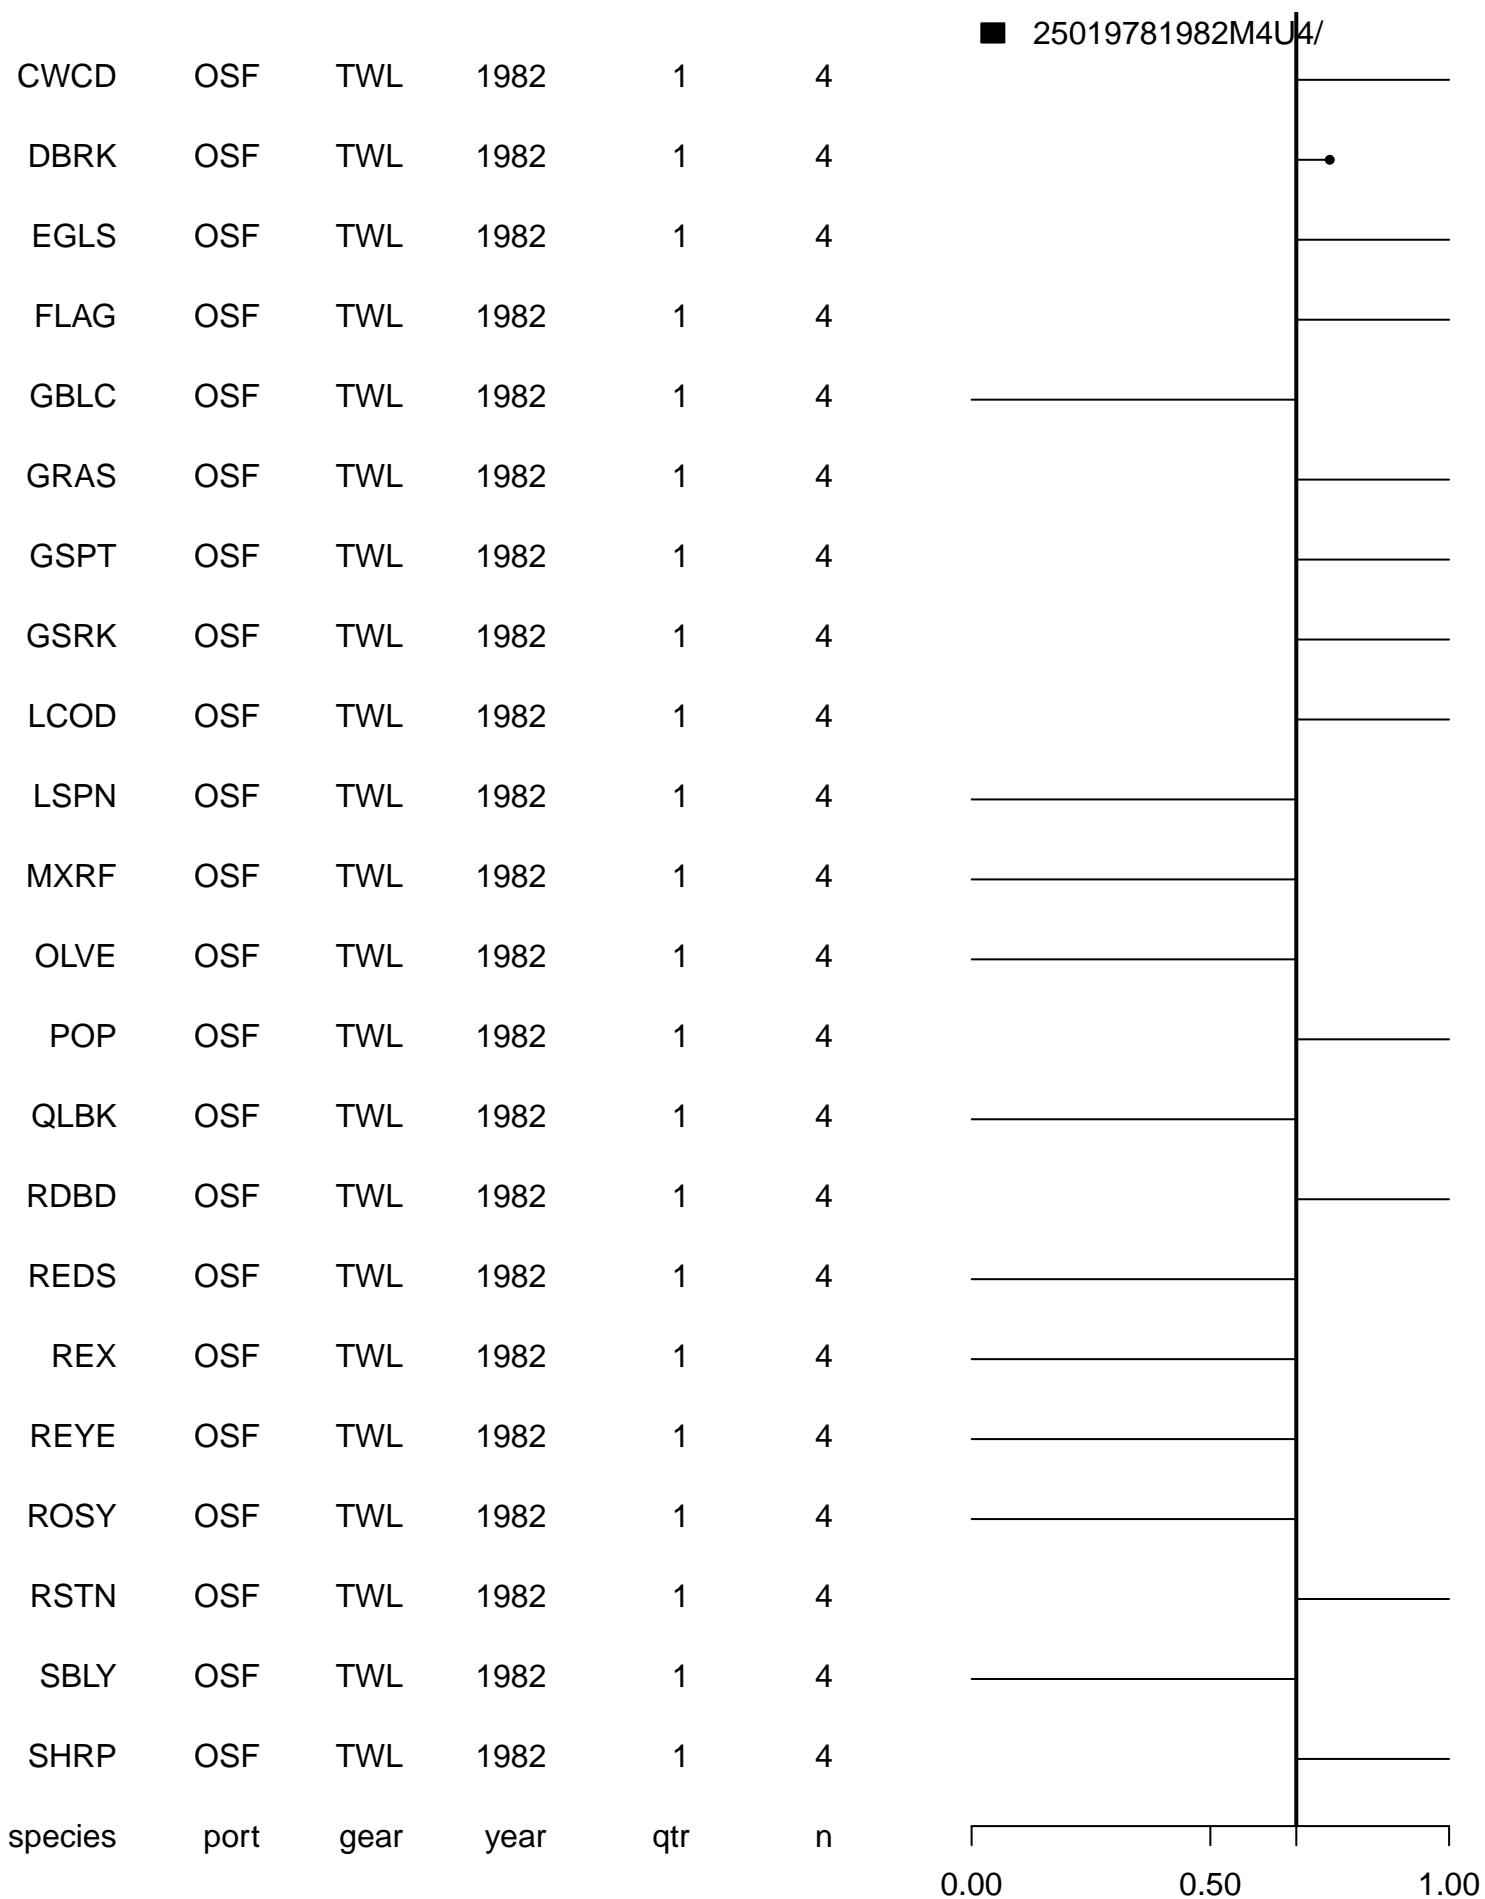 25019781982M4U4/
CWCD OSF TWL 1982 1 4
DBRK OSF TWL 1982 1 4
EGLS OSF TWL 1982 1 4
FLAG OSF TWL 1982 1 4
GBLC OSF TWL 1982 1 4
GRAS OSF TWL 1982 1 4
GSPT OSF TWL 1982 1 4
GSRK OSF TWL 1982 1 4
LCOD OSF TWL 1982 1 4
LSPN OSF TWL 1982 1 4
MXRF OSF TWL 1982 1 4
OLVE OSF TWL 1982 1 4
POP OSF TWL 1982 1 4
QLBK OSF TWL 1982 1 4
RDBD OSF TWL 1982 1 4
REDS OSF TWL 1982 1 4
REX OSF TWL 1982 1 4
REYE OSF TWL 1982 1 4
ROSY OSF TWL 1982 1 4
RSTN OSF TWL 1982 1 4
SBLY OSF TWL 1982 1 4
SHRP OSF TWL 1982 1 4
species port gear year qtr n
0.00 0.50 1.00